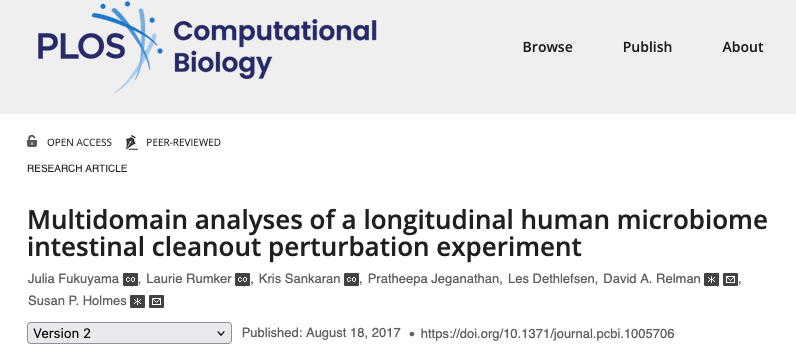 PLOS Computational
Biology
Browse Publish About
OPEN ACCESS PEER-REVIEWED
RESEARCH ARTICLE
Multidomain analyses of a longitudinal human microbiome
intestinal cleanout perturbation experiment
Julia Fukuyama co, Laurie Rumker co, Kris Sankaran co, Pratheepa Jeganathan, Les Dethlefsen, David A. Relman,
Susan P. Holmes
Version 2 Published: August 18, 2017 • https://doi.org/10.1371/journal.pcbi.1005706